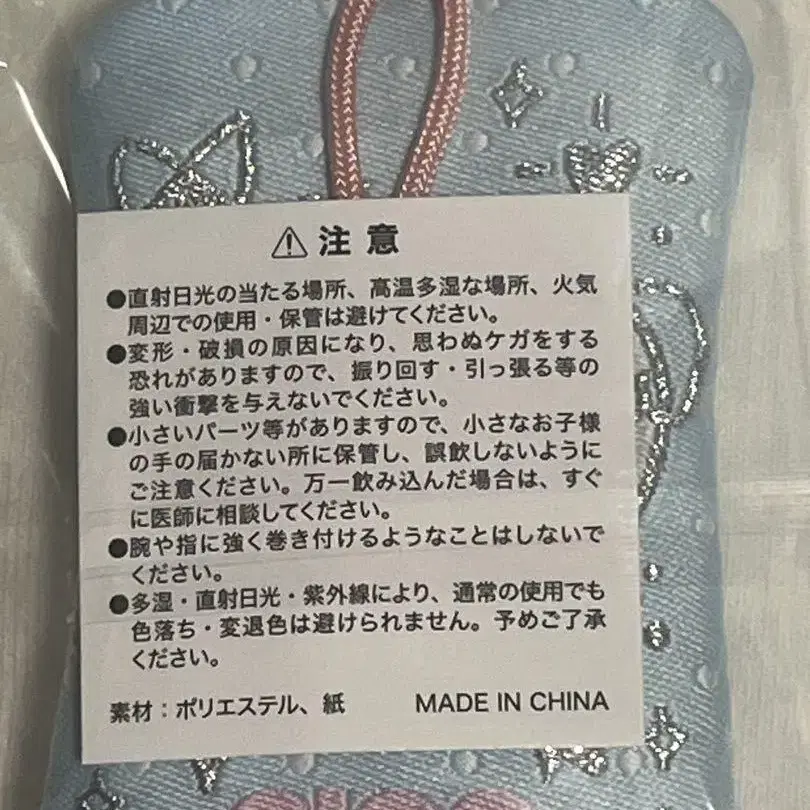 ⚠ 注意
●直射日光の当たる場所、高温多湿な場所、火気
周辺での使用・保管は避けてください。
●変形・破損の原因になり、思わぬケガをする
恐れがありますので、振り回す・引っ張る等の
強い衝撃を与えないでください。
●小さいパーツ等がありますので、小さなお子様
の手の届かない所に保管し、誤飲しないように
ご注意ください。万一飲み込んだ場合は、すぐ
に医師に相談してください。
●腕や指に強く巻き付けるようなことはしないで
ください。
●多湿・直射日光・紫外線により、通常の使用でも
色落ち・変退色は避けられません。予めご了承
ください。
素材：ポリエステル、紙 MADE IN CHINA